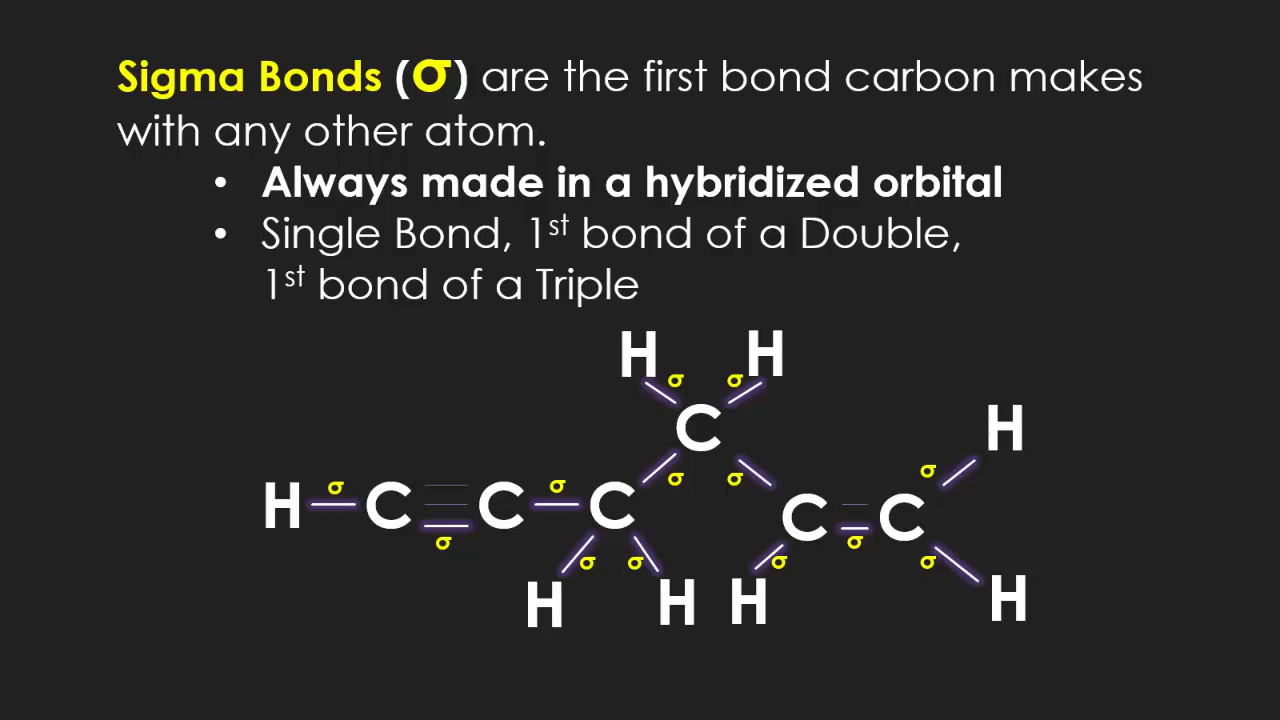 Sigma Bonds (σ) are the first bond carbon makes
with any other atom.
• Always made in a hybridized orbital
• Single Bond, 1st bond of a Double,
1st bond of a Triple
H H
σ σ
C H
σ σ σ
H σ C C σ C C C
σ σ
σ σ σ σ
H H H H